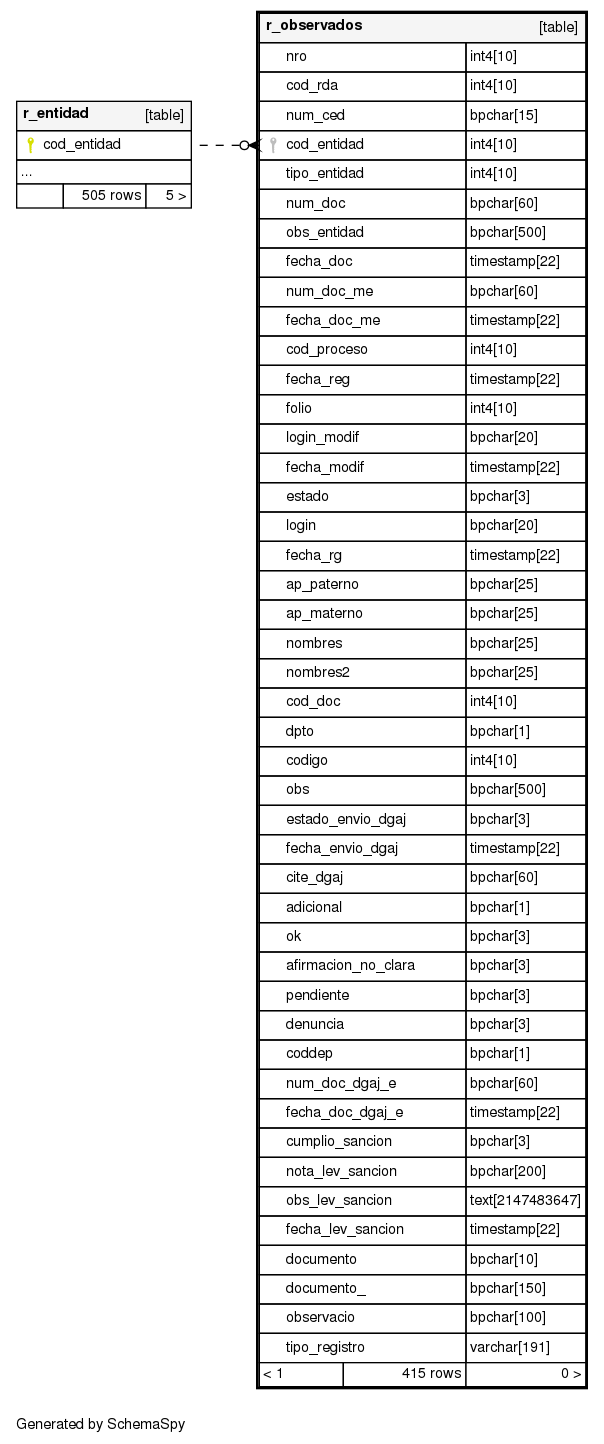 r_entidad [table]
cod_entidad
...
505 rows 5 >
r_observados [table]
nro int4[10]
cod_rda int4[10]
num_ced bpchar[15]
cod_entidad int4[10]
tipo_entidad int4[10]
num_doc bpchar[60]
obs_entidad bpchar[500]
fecha_doc timestamp[22]
num_doc_me bpchar[60]
fecha_doc_me timestamp[22]
cod_proceso int4[10]
fecha_reg timestamp[22]
folio int4[10]
login_modif bpchar[20]
fecha_modif timestamp[22]
estado bpchar[3]
login bpchar[20]
fecha_rg timestamp[22]
ap_paterno bpchar[25]
ap_materno bpchar[25]
nombres bpchar[25]
nombres2 bpchar[25]
cod_doc int4[10]
dpto bpchar[1]
codigo int4[10]
obs bpchar[500]
estado_envio_dgaj bpchar[3]
fecha_envio_dgaj timestamp[22]
cite_dgaj bpchar[60]
adicional bpchar[1]
ok bpchar[3]
afirmacion_no_clara bpchar[3]
pendiente bpchar[3]
denuncia bpchar[3]
coddep bpchar[1]
num_doc_dgaj_e bpchar[60]
fecha_doc_dgaj_e timestamp[22]
cumplio_sancion bpchar[3]
nota_lev_sancion bpchar[200]
obs_lev_sancion text[2147483647]
fecha_lev_sancion timestamp[22]
documento bpchar[10]
documento_ bpchar[150]
observacio bpchar[100]
tipo_registro varchar[191]
< 1 415 rows 0 >
Generated by SchemaSpy